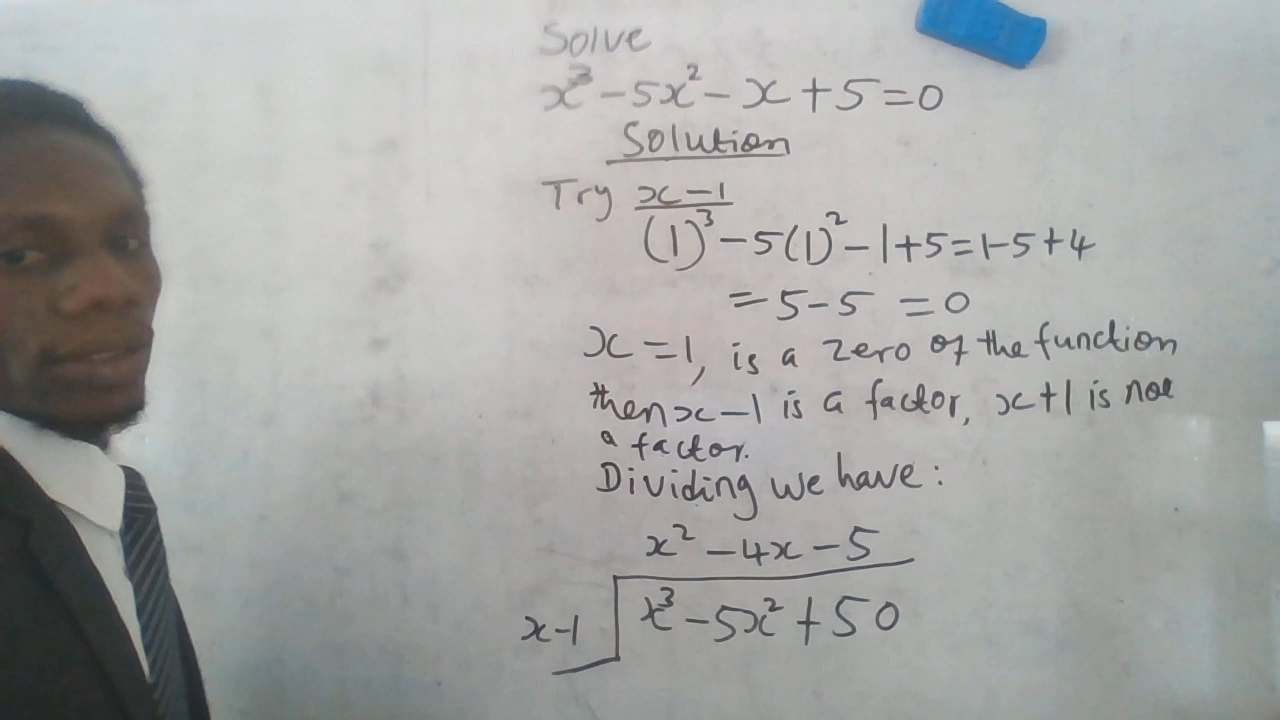 Solve
x³ - 5x² - x + 5 = 0
Solution
Try x - 1
(1)³ - 5(1)² - 1 + 5 = 1 - 5 + 4
= 5 - 5 = 0
x = 1, is a zero of the function
then x - 1 is a factor, x + 1 is not
a factor.
Dividing we have:
x² - 4x - 5
x - 1 x³ - 5x² + 50